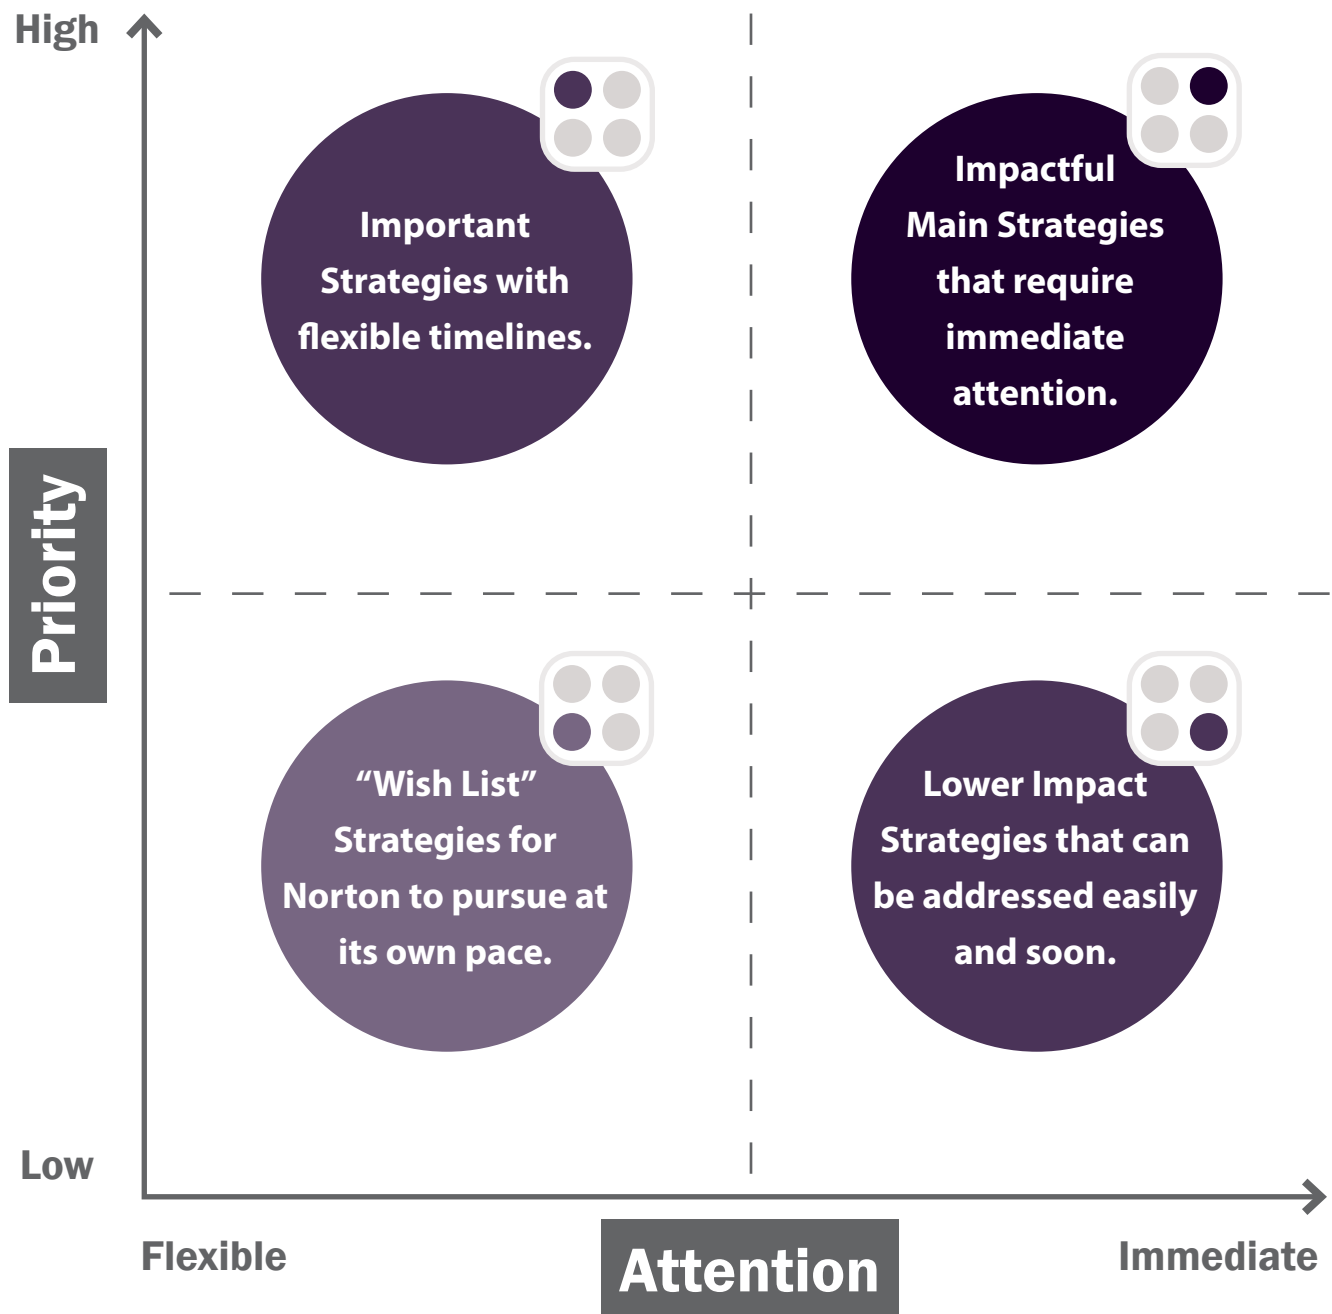 High
Important
Strategies with
flexible timelines.
Impactful
Main Strategies
that require
immediate
attention.
Priority
“Wish List”
Strategies for
Norton to pursue at
its own pace.
Lower Impact
Strategies that can
be addressed easily
and soon.
Low
Flexible
Attention
Immediate